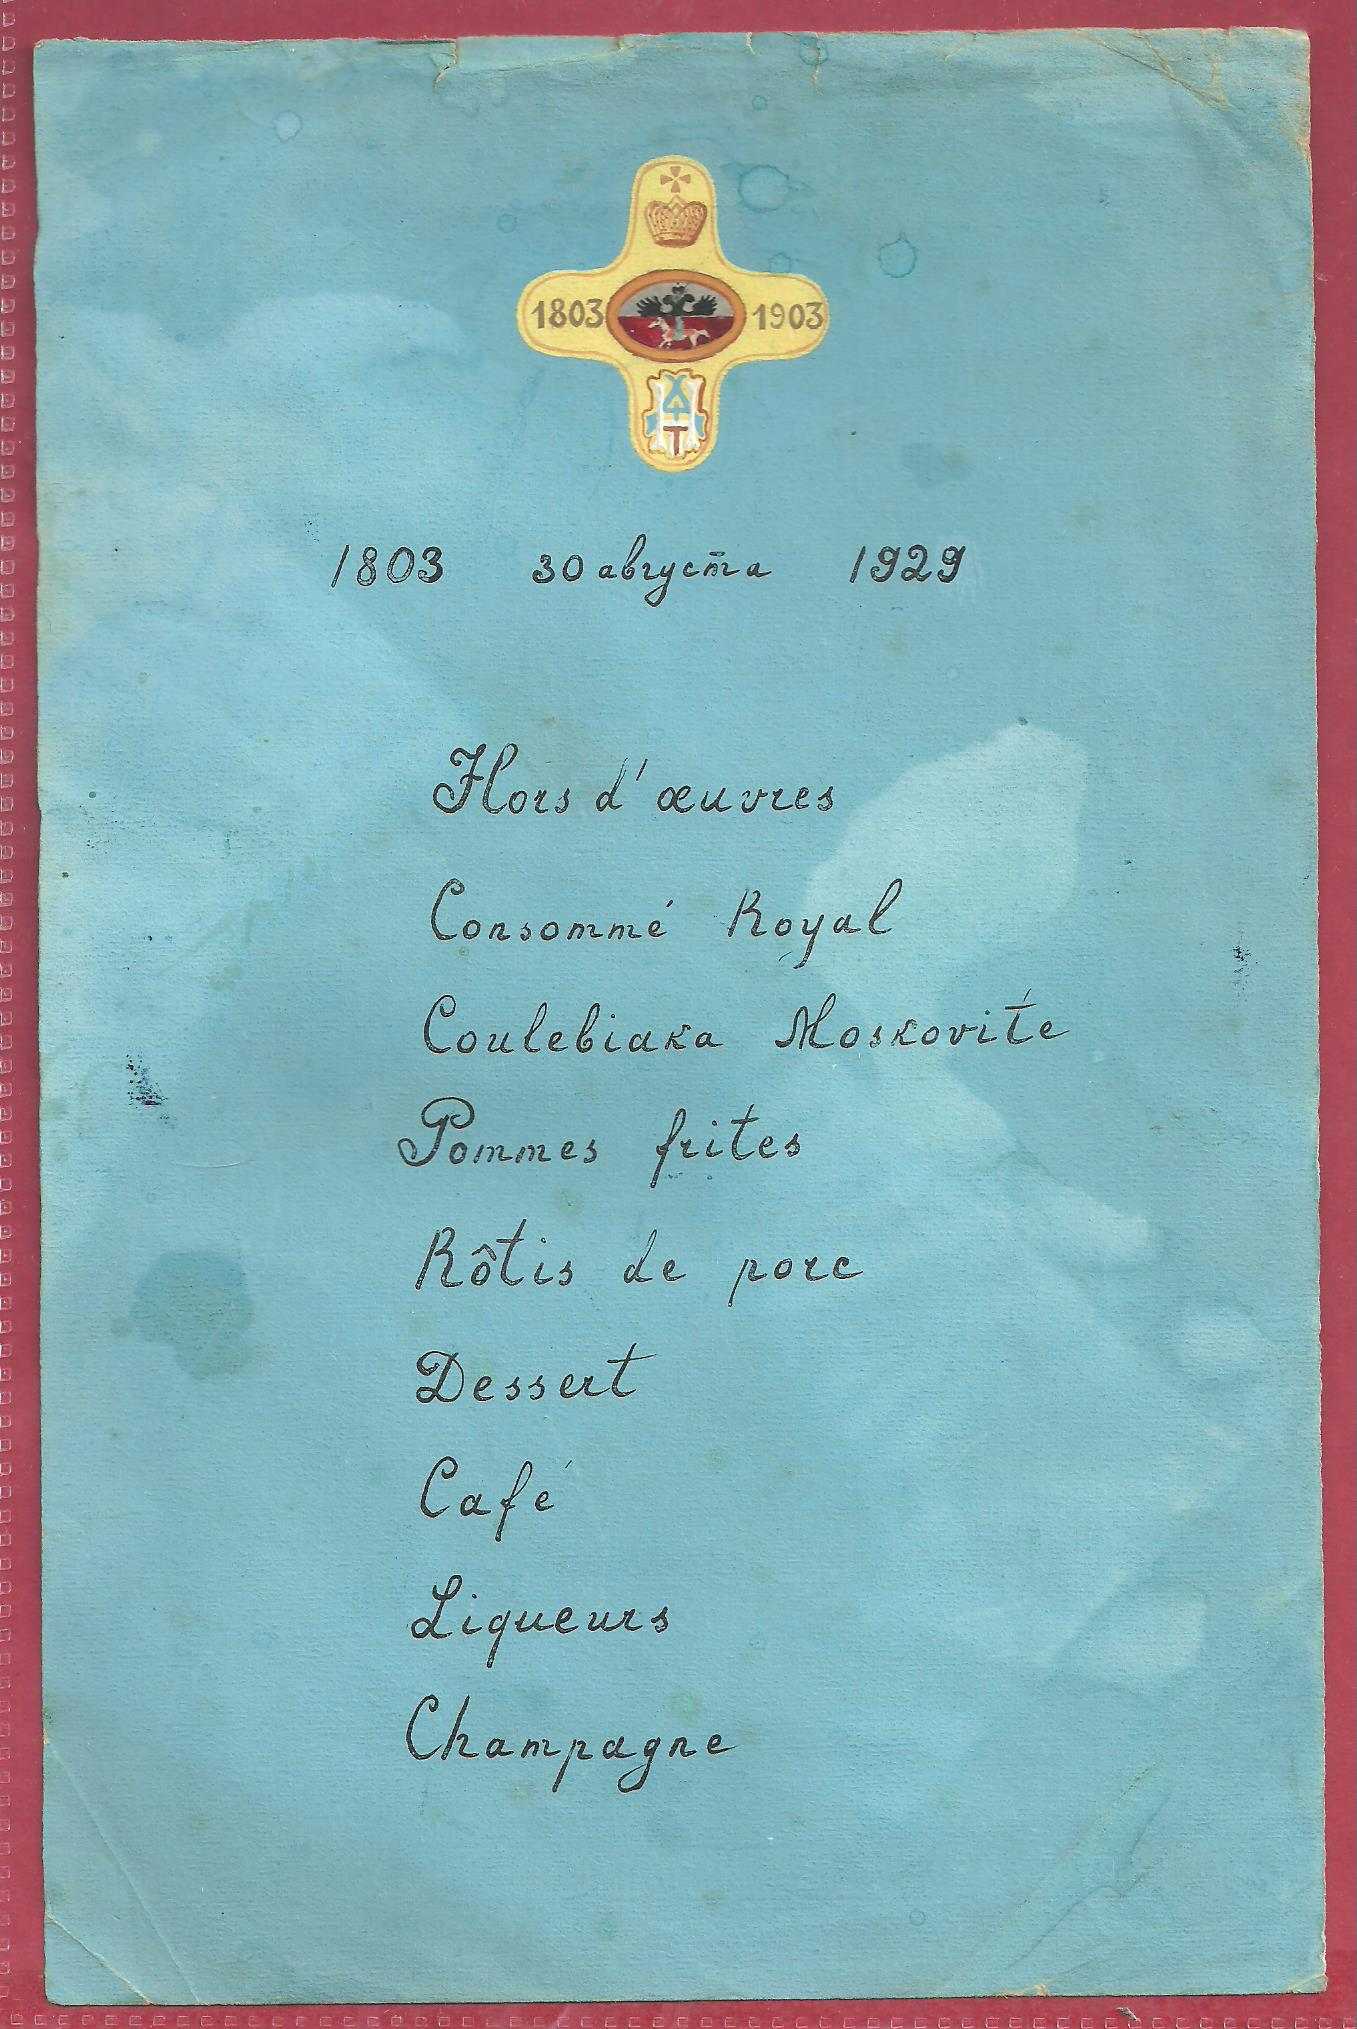 1803 1903
1803 30 августа 1929
Hors d'œuvres
Consommé Royal
Coulebiaka Moskovite
Pommes frites
Rôtis de porc
Dessert
Café
Liqueurs
Champagne